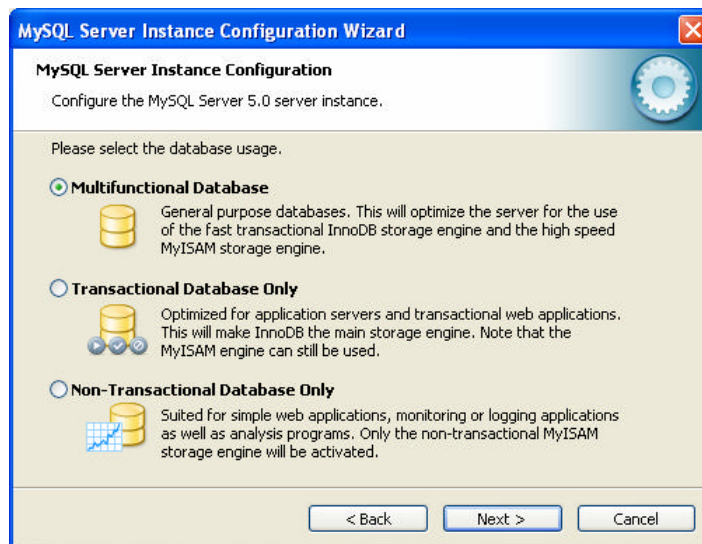 MySQL Server Instance Configuration Wizard
MySQL Server Instance Configuration
Configure the MySQL Server 5.0 server instance.
Please select the database usage.
Multifunctional Database
General purpose databases. This will optimize the server for the use
of the fast transactional InnoDB storage engine and the high speed
MyISAM storage engine.
Transactional Database Only
Optimized for application servers and transactional web applications.
This will make InnoDB the main storage engine. Note that the
MyISAM engine can still be used.
Non-Transactional Database Only
Suited for simple web applications, monitoring or logging applications
as well as analysis programs. Only the non-transactional MyISAM
storage engine will be activated.
< Back
Next >
Cancel